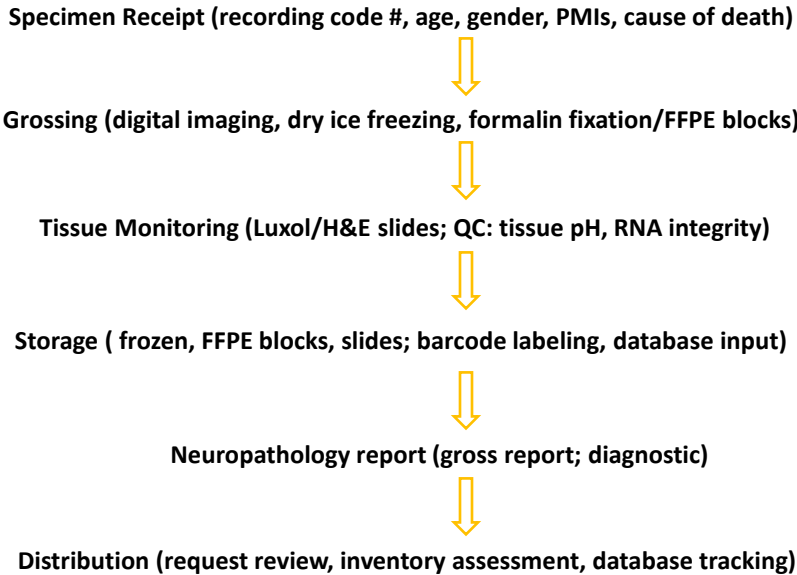 Specimen Receipt (recording code #, age, gender, PMIs, cause of death)
Grossing (digital imaging, dry ice freezing, formalin fixation/FFPE blocks)
Tissue Monitoring (Luxol/H&E slides; QC: tissue pH, RNA integrity)
Storage ( frozen, FFPE blocks, slides; barcode labeling, database input)
Neuropathology report (gross report; diagnostic)
Distribution (request review, inventory assessment, database tracking)